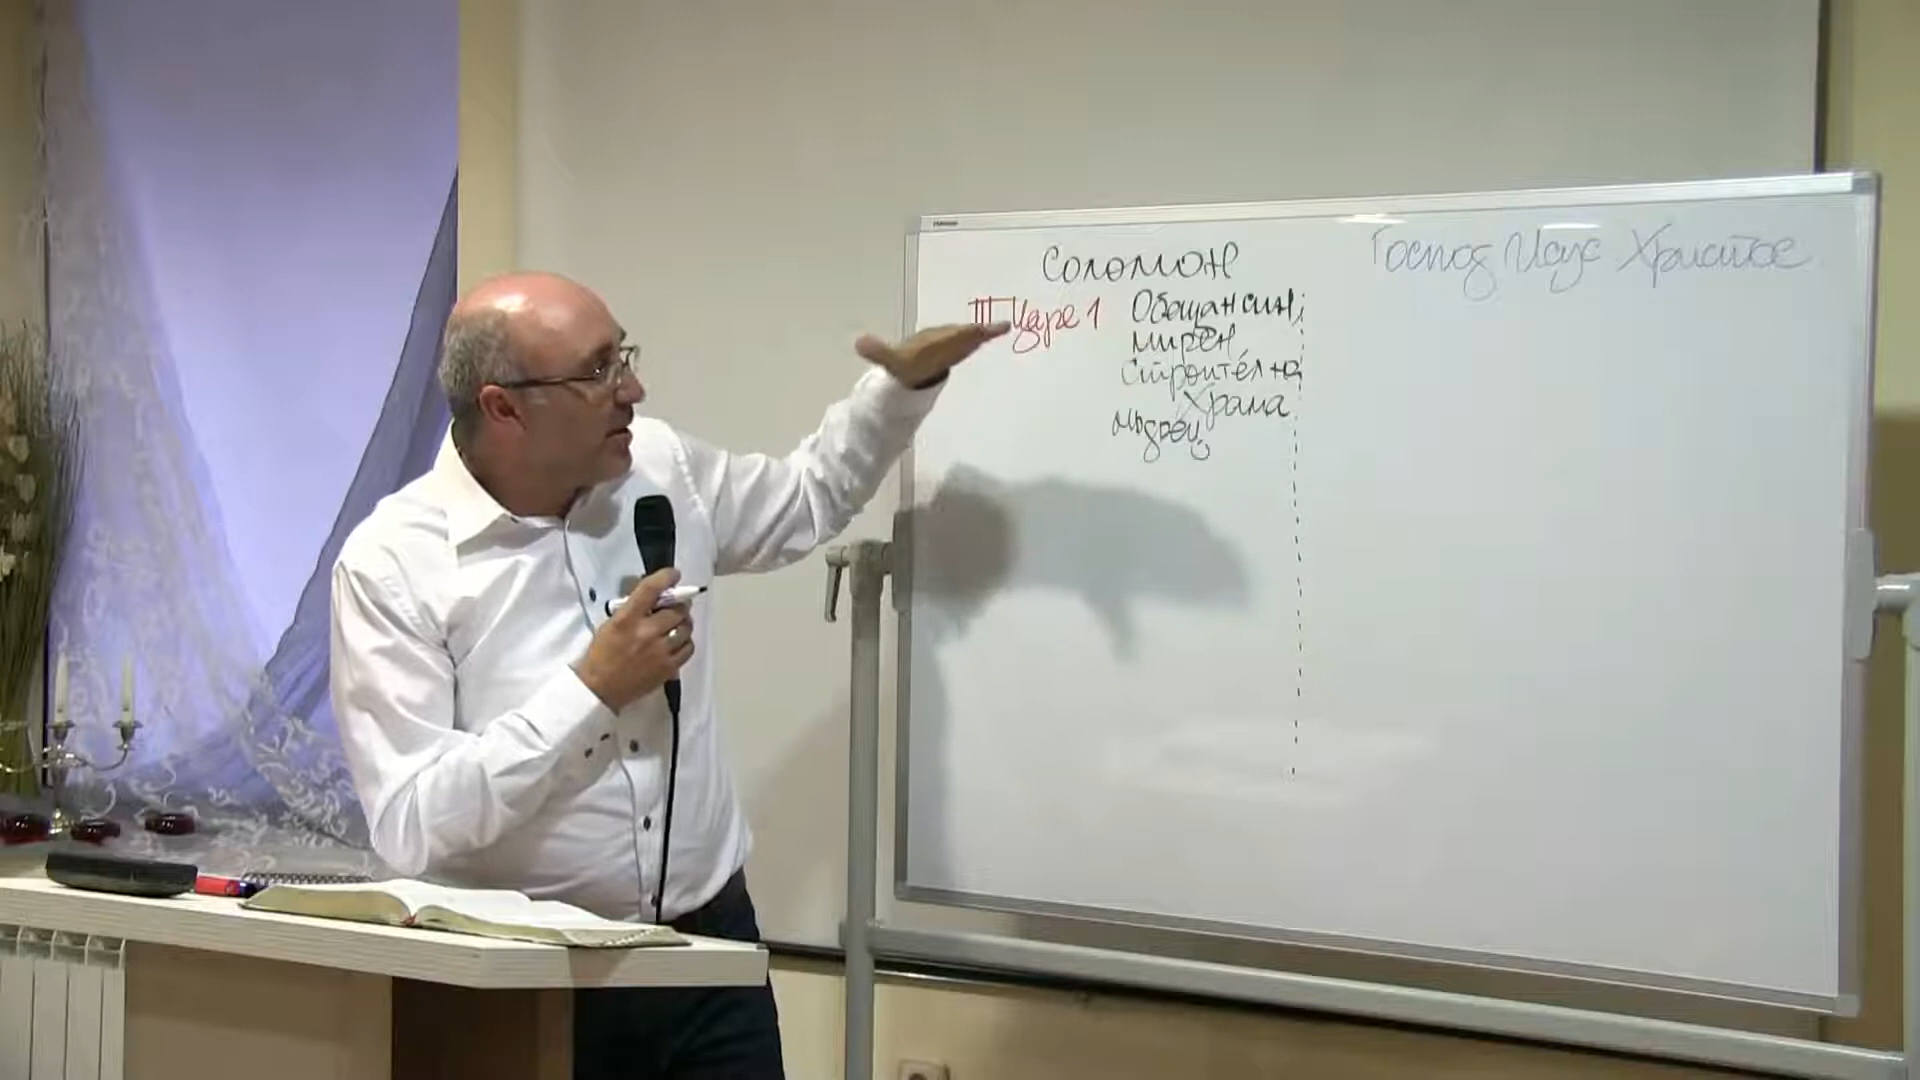 Соломон
Господ Исус Христос
III Царе 1
Обещан син,
мирен
Строител на
Храма
мъдрец